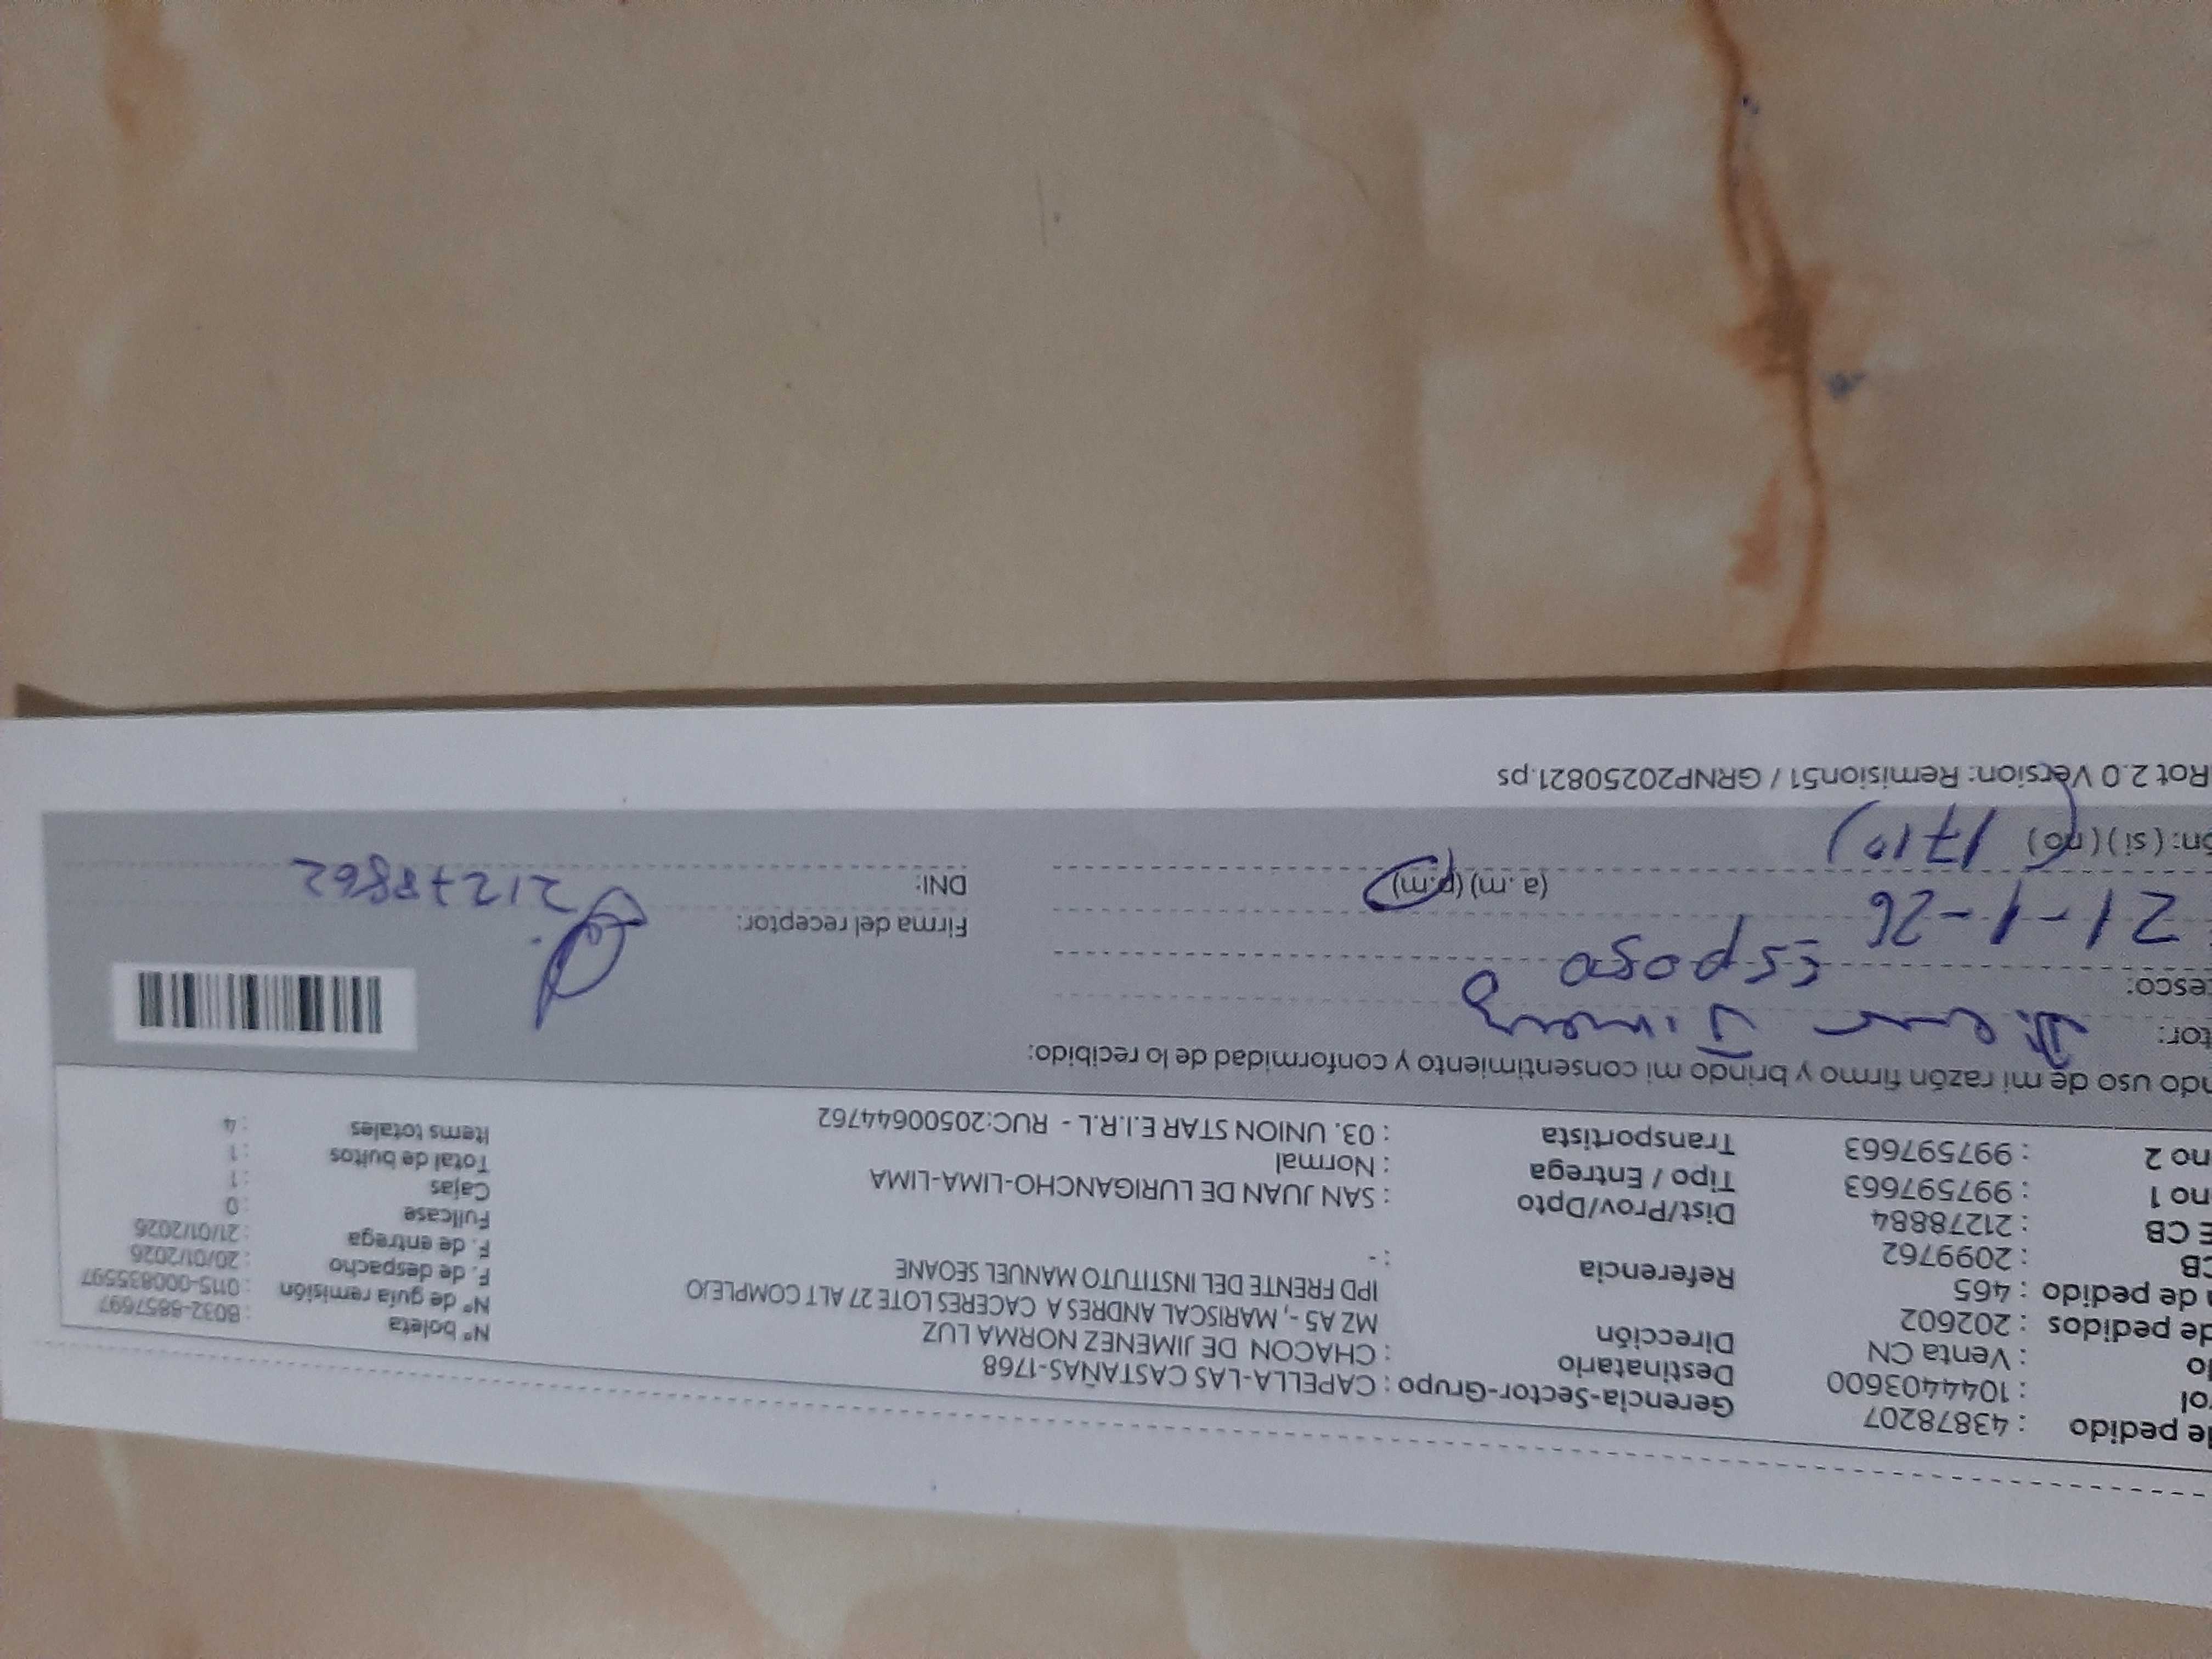 de pedido : 43878207
rol : 1044403600
lo : Venta CN
de pedidos : 202602
a de pedido : 465
CB : 2099762
E CB : 21278884
no 1 : 997597663
no 2 : 997597663
Gerencia-Sector-Grupo : CAPELLA-LAS CASTAÑAS-1768
Destinatario : CHACON DE JIMENEZ NORMA LUZ
Dirección MZ A5 -, MARISCAL ANDRES A CACERES LOTE 27 ALT COMPLEJO
IPD FRENTE DEL INSTITUTO MANUEL SEOANE
Referencia : -
Dist/Prov/Dpto : SAN JUAN DE LURIGANCHO-LIMA-LIMA
Tipo / Entrega : Normal
Transportista : 03. UNION STAR E.I.R.L - RUC:20500644762
Nº boleta : B032-6857697
Nº de guía remisión : 0115-000835597
F. de despacho : 20/01/2026
F. de entrega : 21/01/2026
Fullcase : 0
Cajas : 1
Total de bultos : 1
Items totales : 4
ndo uso de mi razón firmo y brindo mi consentimiento y conformidad de lo recibido:
tor: Jimenez
esco: Esposo
21-1-26 (a.m) (p.m)
ón: (si) (no) 1710
Firma del receptor:
DNI: 21278862
Rot 2.0 Version: Remision51 / GRNP20250821.ps